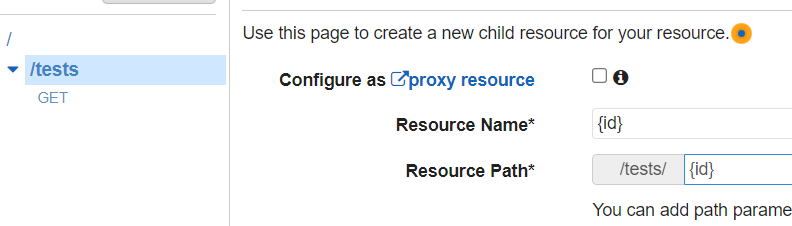 /
/tests
GET
Use this page to create a new child resource for your resource.
Configure as proxy resource
Resource Name*
{id}
Resource Path*
/tests/
{id}
You can add path parame